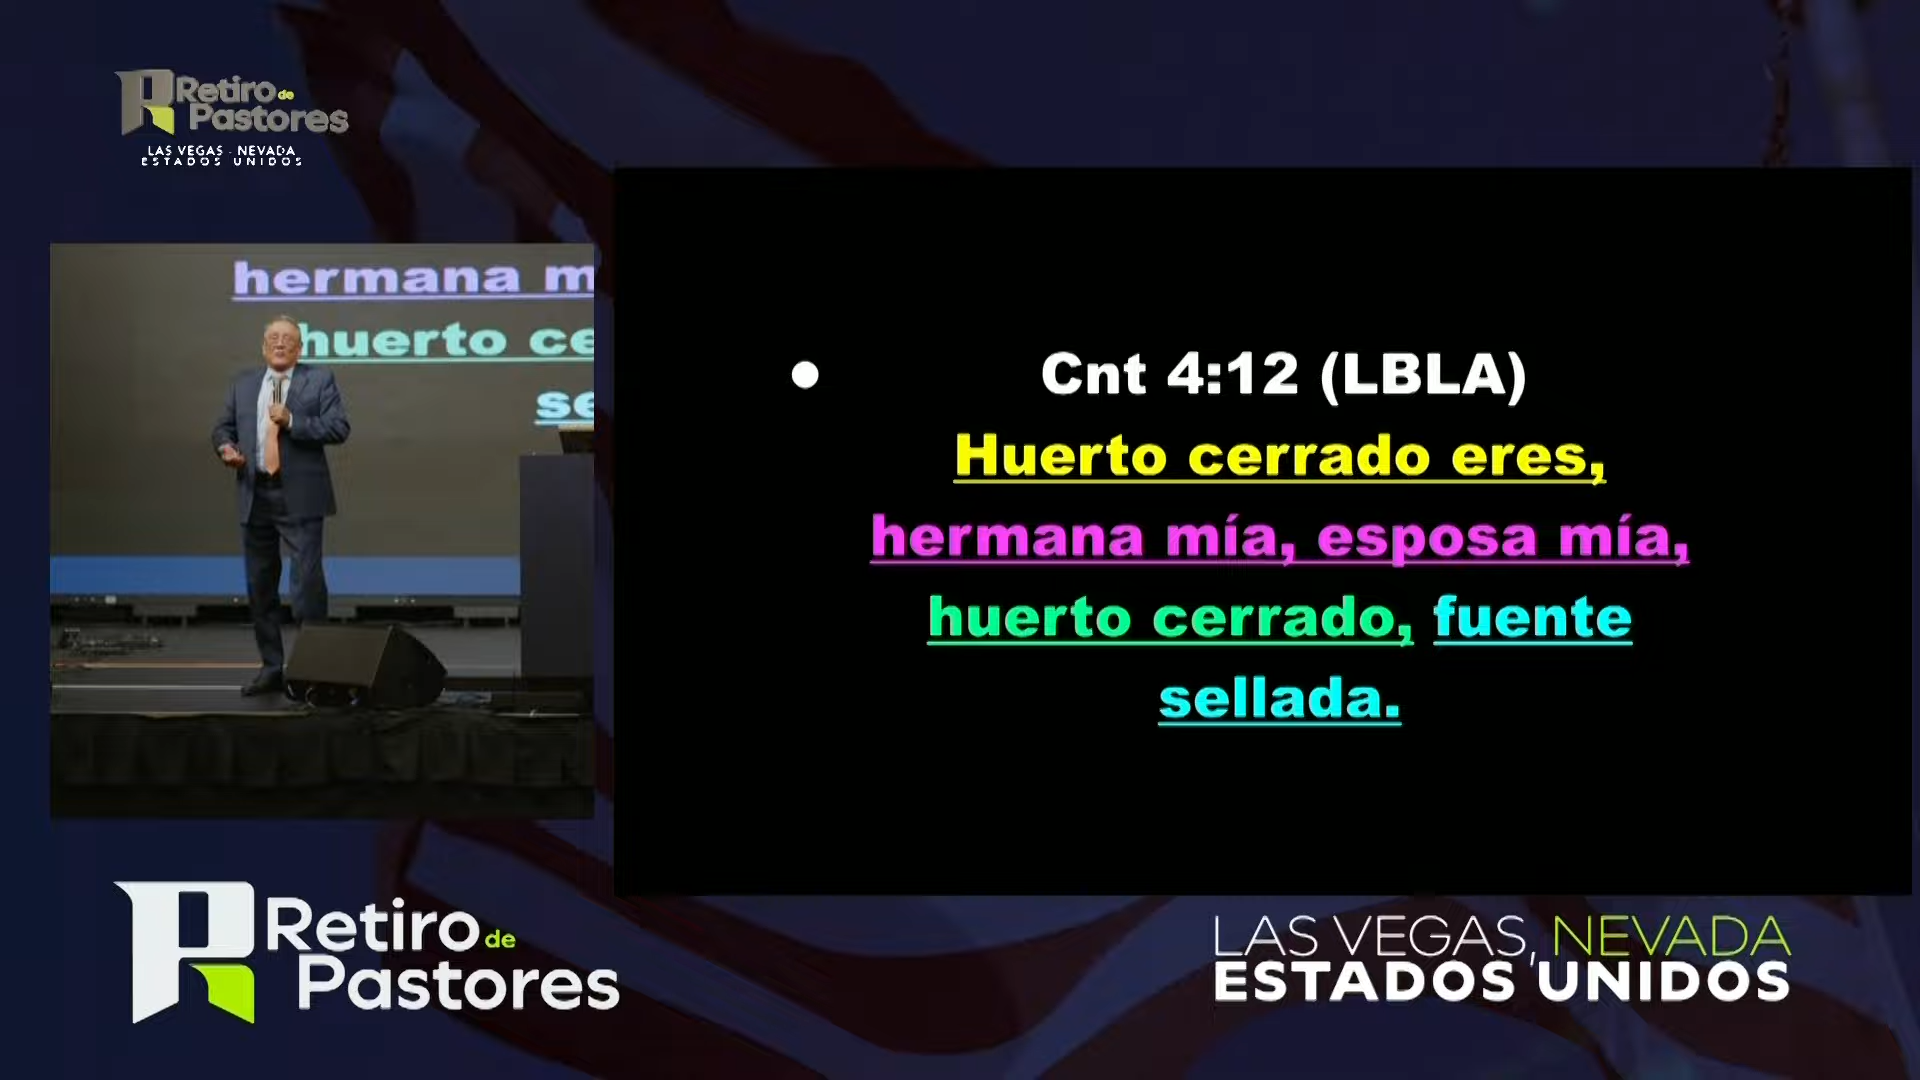 Retiro de
Pastores
LAS VEGAS - NEVADA
ESTADOS UNIDOS
hermana m
huerto ce
se
• Cnt 4:12 (LBLA)
Huerto cerrado eres,
hermana mía, esposa mía,
huerto cerrado, fuente
sellada.
Retiro de
Pastores
LAS VEGAS, NEVADA
ESTADOS UNIDOS